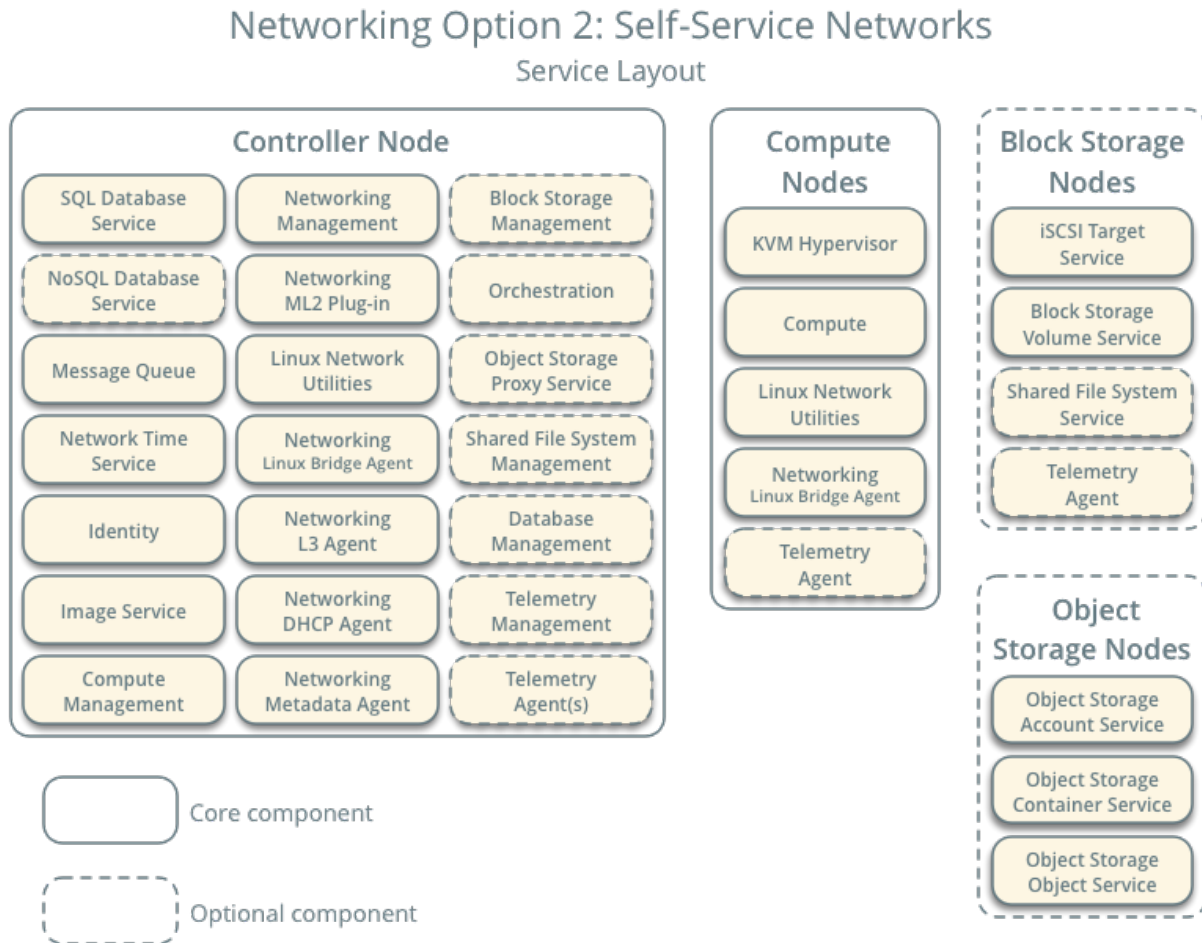 Networking Option 2: Self-Service Networks
Service Layout
Controller Node
SQL Database
Service
Networking
Management
Block Storage
Management
NoSQL Database
Service
Networking
ML2 Plug-in
Orchestration
Message Queue
Linux Network
Utilities
Object Storage
Proxy Service
Network Time
Service
Networking
Linux Bridge Agent
Shared File System
Management
Identity
Networking
L3 Agent
Database
Management
Image Service
Networking
DHCP Agent
Telemetry
Management
Compute
Management
Networking
Metadata Agent
Telemetry
Agent(s)
Compute
Nodes
KVM Hypervisor
Compute
Linux Network
Utilities
Networking
Linux Bridge Agent
Telemetry
Agent
Block Storage
Nodes
iSCSI Target
Service
Block Storage
Volume Service
Shared File System
Service
Telemetry
Agent
Object
Storage Nodes
Object Storage
Account Service
Object Storage
Container Service
Object Storage
Object Service
Core component
Optional component